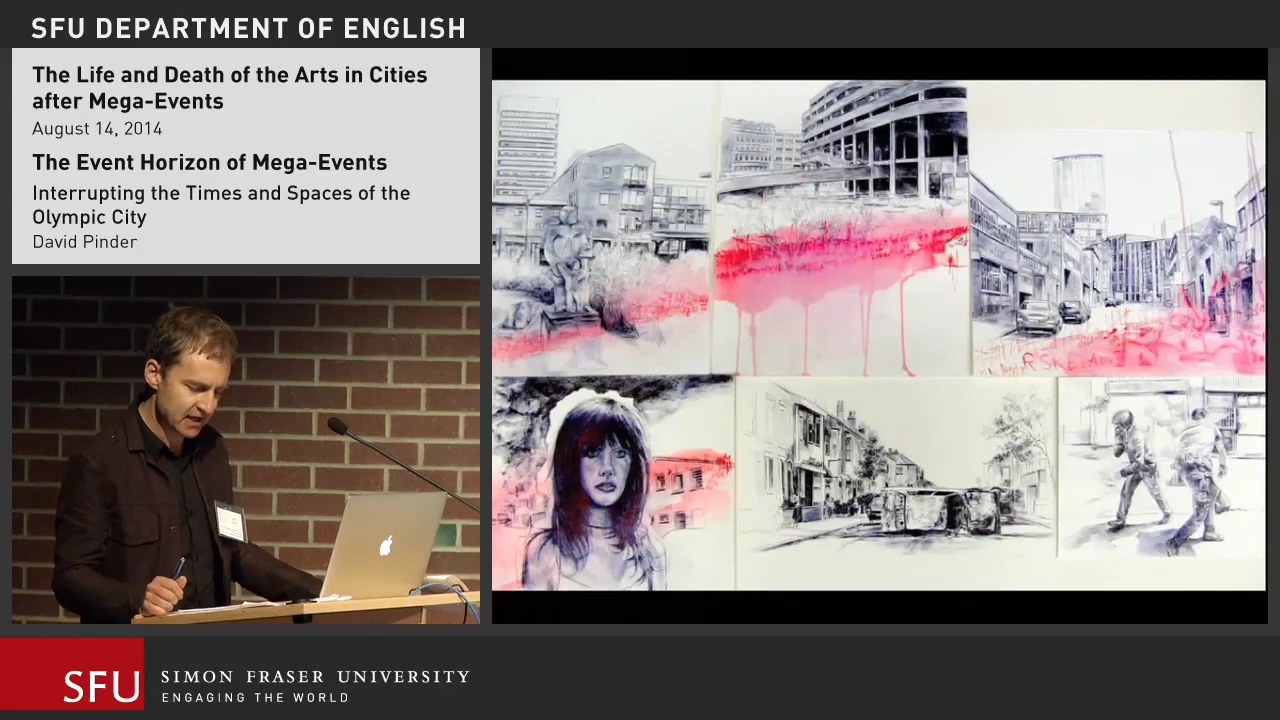 SFU DEPARTMENT OF ENGLISH
The Life and Death of the Arts in Cities
after Mega-Events
August 14, 2014
The Event Horizon of Mega-Events
Interrupting the Times and Spaces of the
Olympic City
David Pinder
SFU
SIMON FRASER UNIVERSITY
ENGAGING THE WORLD